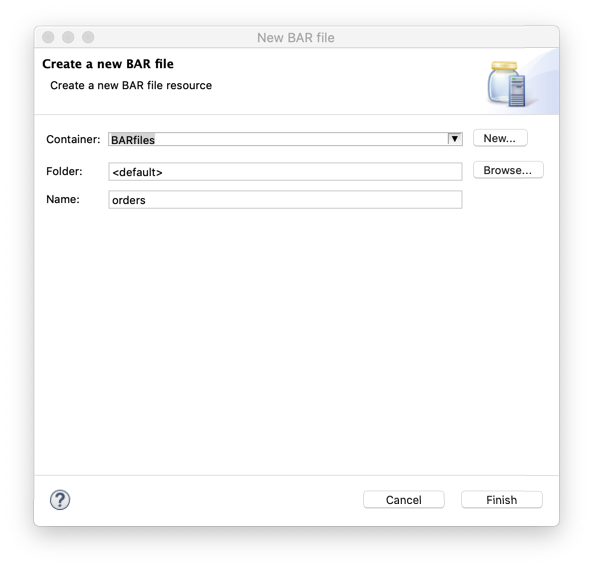 New BAR file
Create a new BAR file
Create a new BAR file resource
Container: BARfiles New...
Folder: <default> Browse...
Name: orders
? Cancel Finish